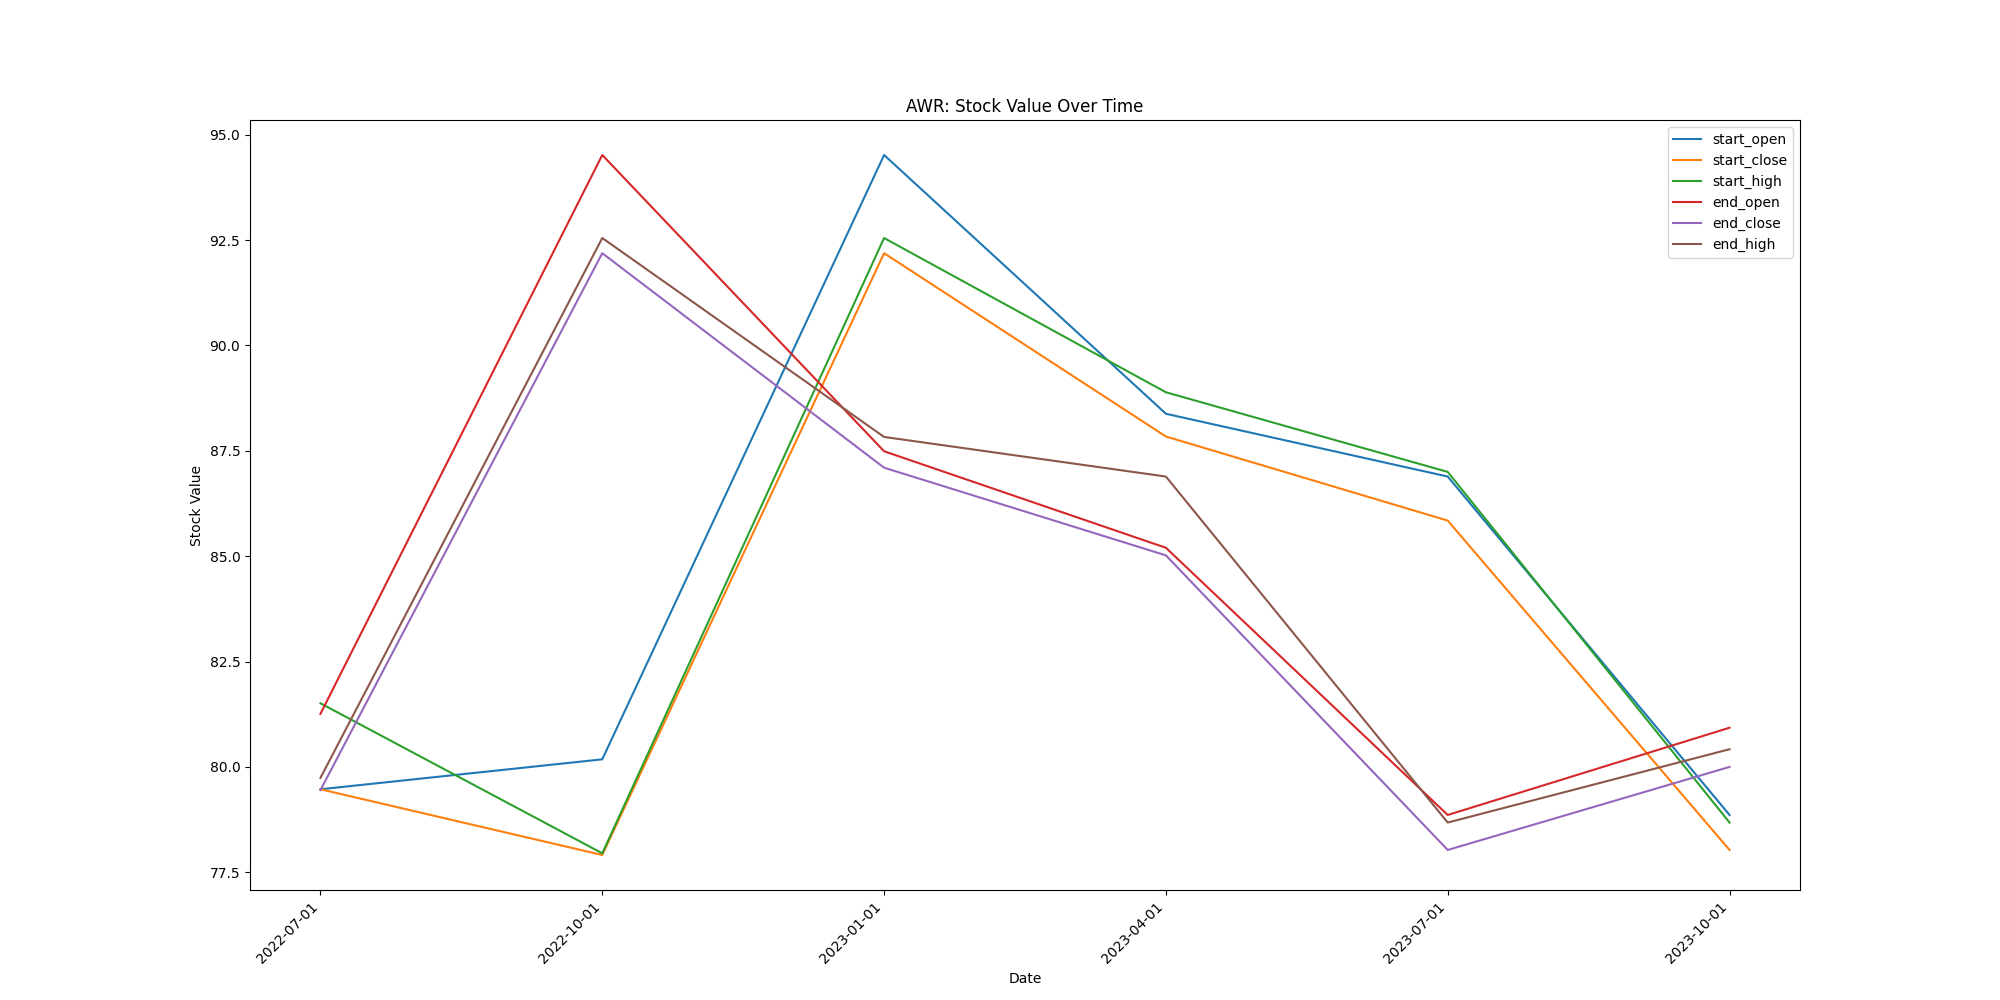 AWR: Stock Value Over Time
95.0
92.5
90.0
87.5
85.0
82.5
80.0
77.5
Stock Value
start_open
start_close
start_high
end_open
end_close
end_high
2022-07-01
2022-10-01
2023-01-01
2023-04-01
2023-07-01
2023-10-01
Date